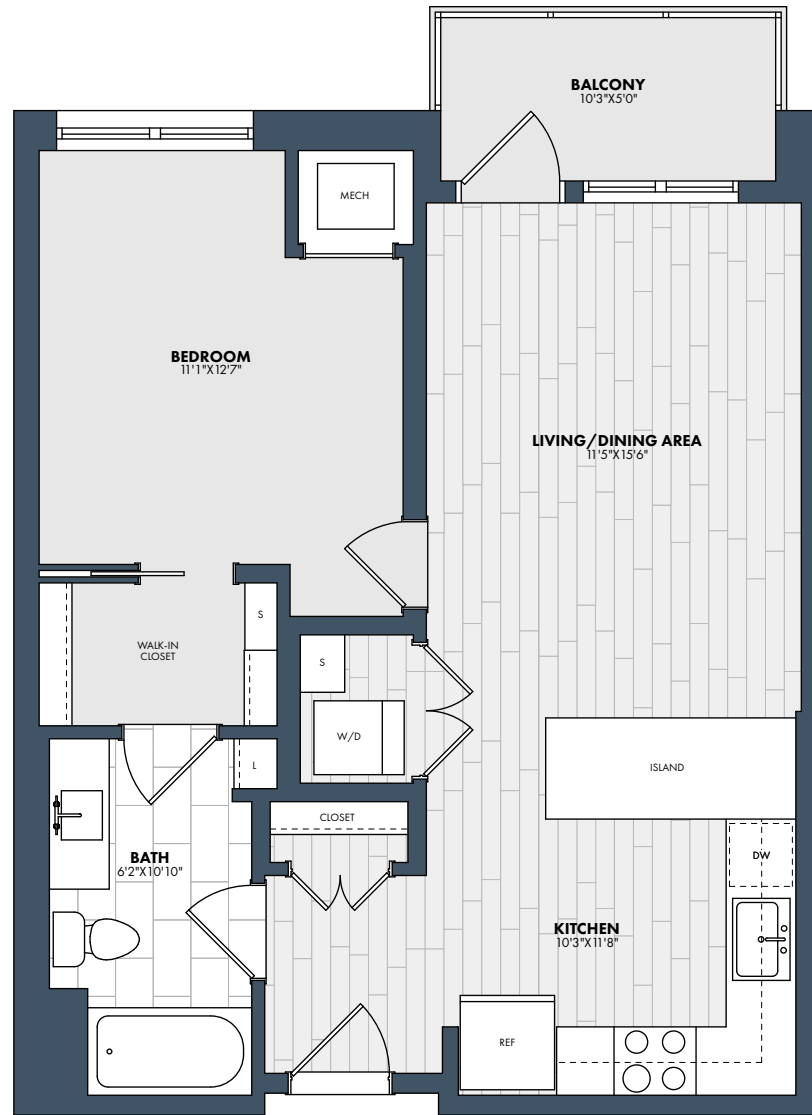 BALCONY
10'3"X5'0"
MECH
BEDROOM
11'1"X12'7"
LIVING/DINING AREA
11'5"X15'6"
S
WALK-IN
CLOSET
S
W/D
L
ISLAND
CLOSET
DW
BATH
6'2"X10'10"
KITCHEN
10'3"X11'8"
REF